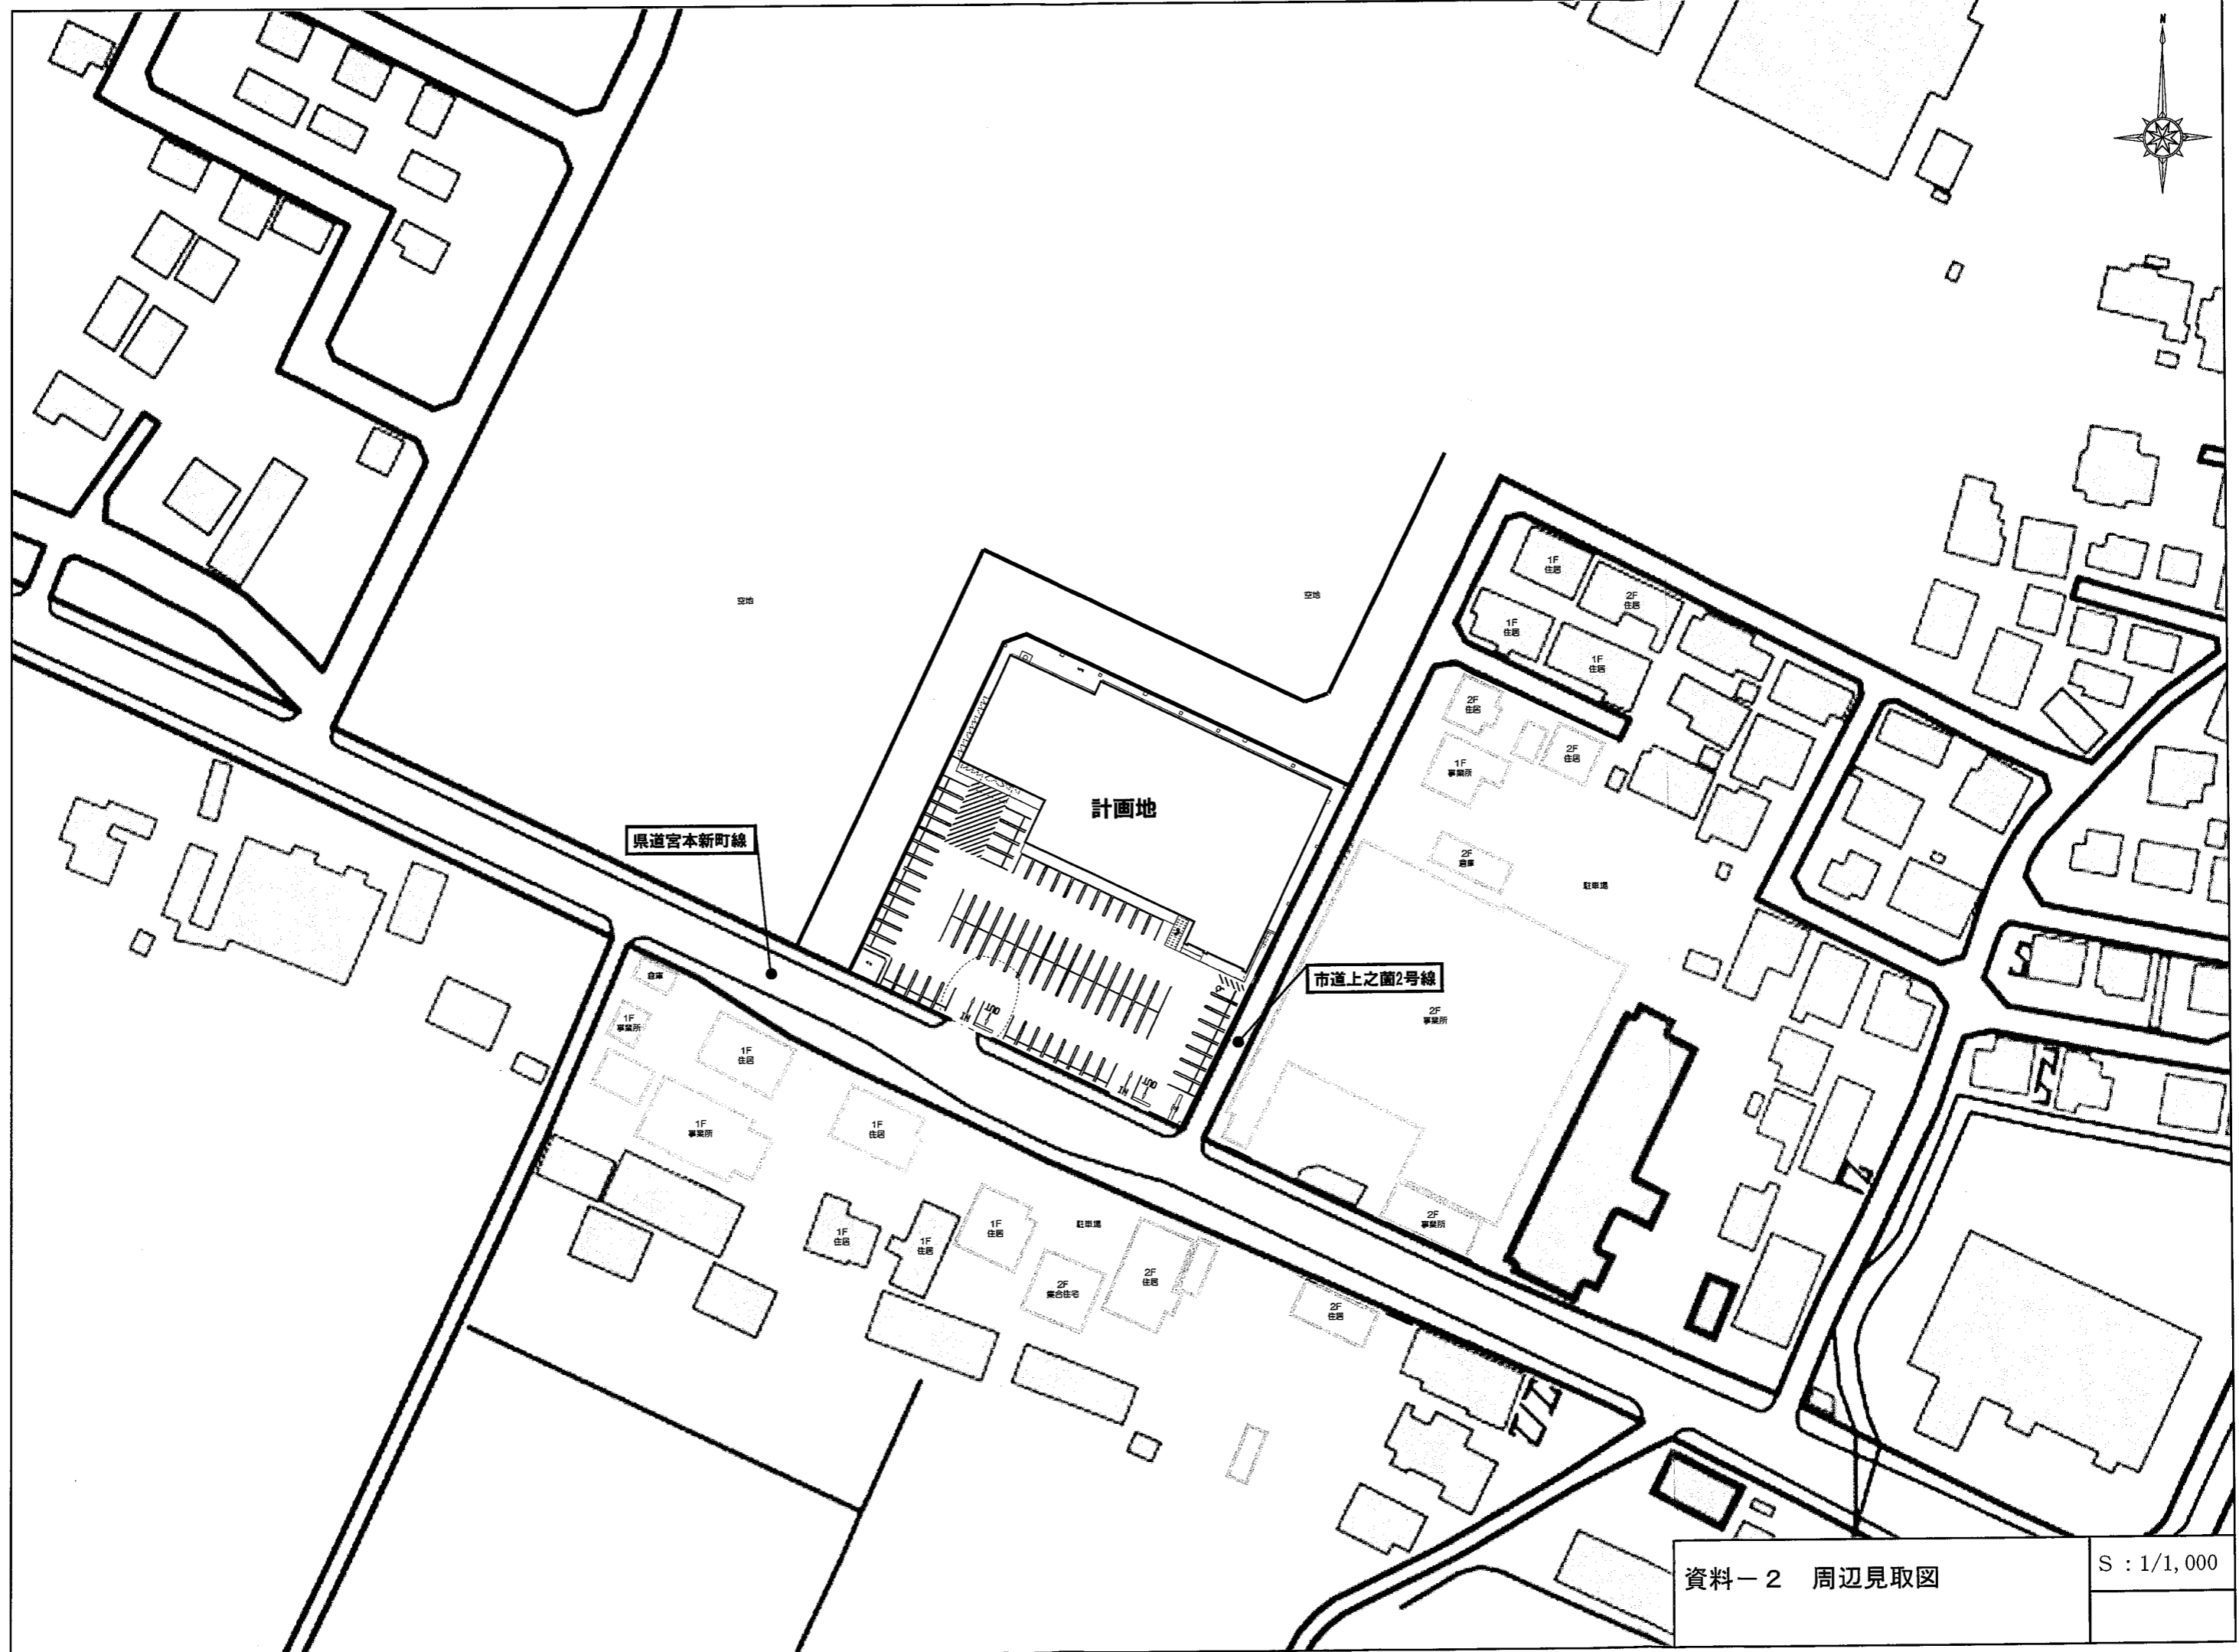 N
空地
空地
1F
住居
2F
住居
1F
住居
1F
住居
2F
住居
2F
住居
1F
事業所
計画地
県道宮本新町線
2F
倉庫
駐車場
市道上之薗2号線
倉庫
1F
事業所
IN
OUT
2F
事業所
1F
住居
IN
OUT
1F
事業所
1F
住居
2F
事業所
1F
住居
1F
住居
1F
住居
駐車場
2F
集合住宅
2F
住居
2F
住居
資料－2 周辺見取図
S : 1/1,000